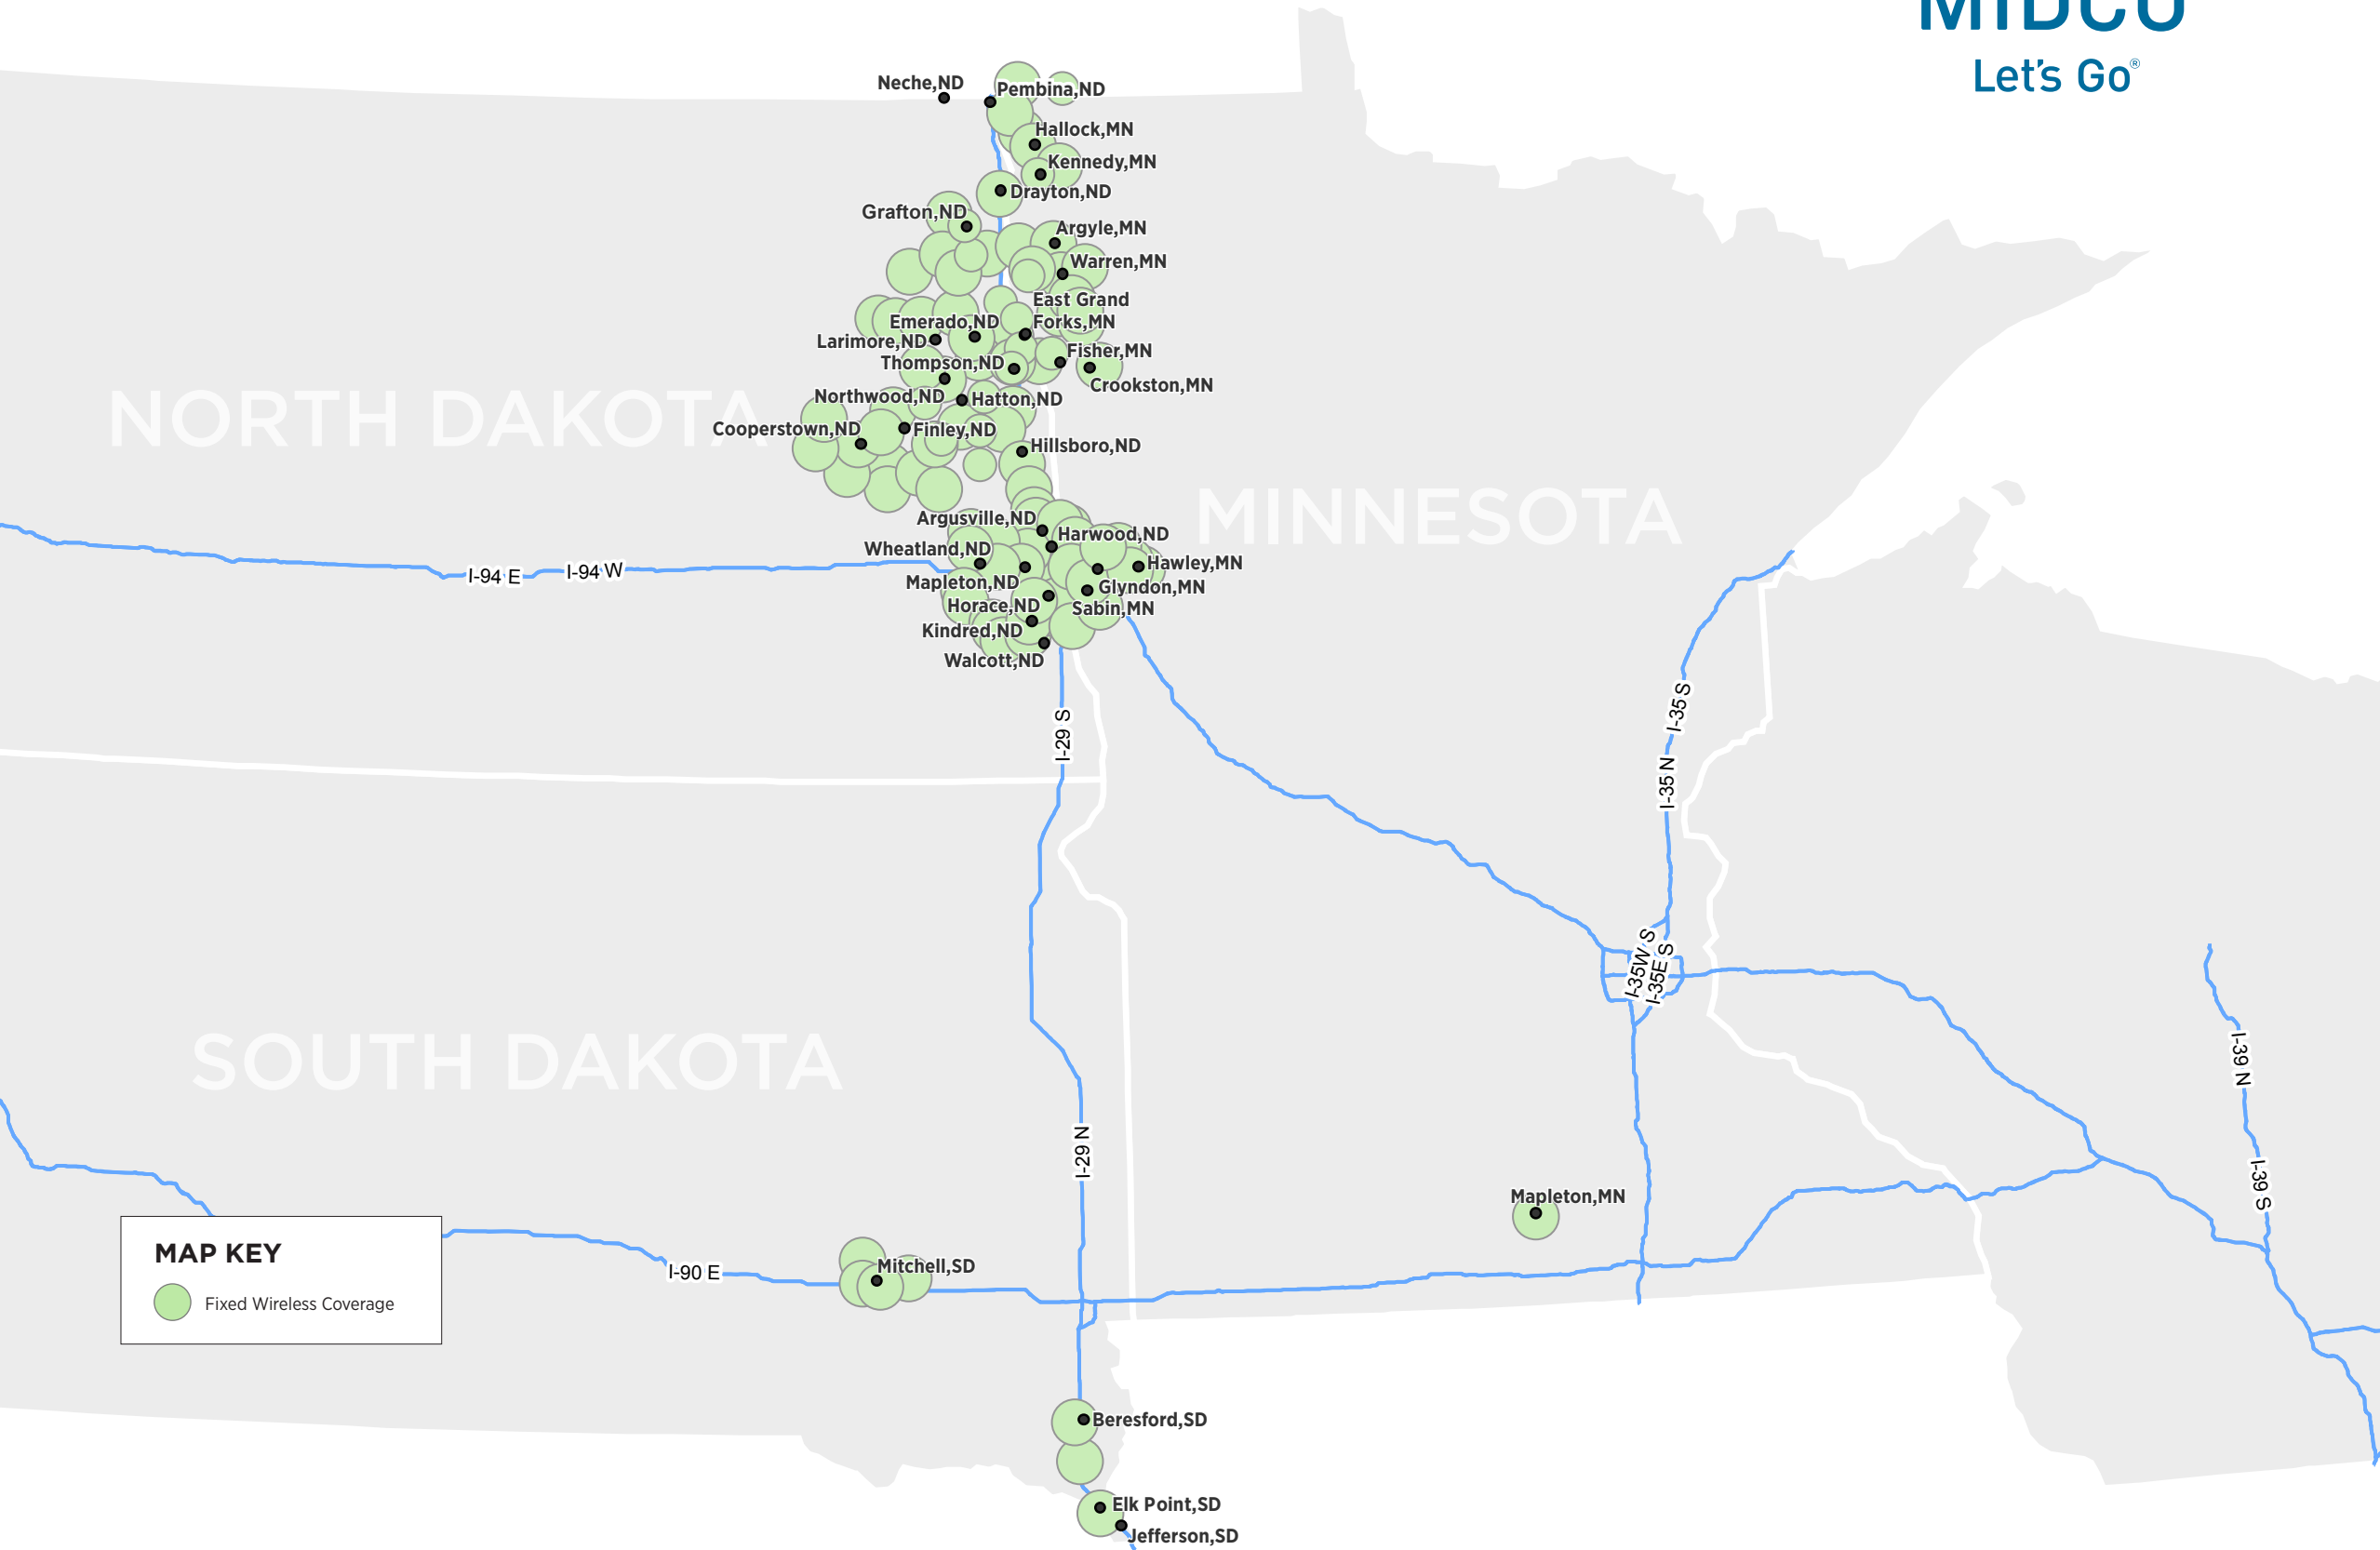 MIDCO
Let's Go®
Neche,ND
Pembina,ND
Hallock,MN
Kennedy,MN
Drayton,ND
Grafton,ND
Argyle,MN
Warren,MN
East Grand
Forks,MN
Emerado,ND
Larimore,ND
Fisher,MN
Thompson,ND
Crookston,MN
Northwood,ND
Hatton,ND
NORTH DAKOTA
Cooperstown,ND
Finley,ND
Hillsboro,ND
MINNESOTA
Argusville,ND
Harwood,ND
Wheatland,ND
Hawley,MN
I-94 E
I-94 W
Mapleton,ND
Glyndon,MN
Horace,ND
Sabin,MN
Kindred,ND
Walcott,ND
I-29 S
I-35 S
I-35 N
I-35W S
I-35E S
SOUTH DAKOTA
I-39 N
I-29 N
I-39 S
Mapleton,MN
MAP KEY
Fixed Wireless Coverage
I-90 E
Mitchell,SD
Beresford,SD
Elk Point,SD
Jefferson,SD